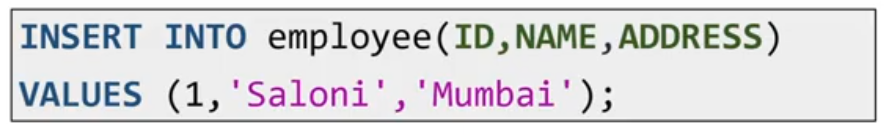 INSERT INTO employee(ID,NAME,ADDRESS)
VALUES (1,'Saloni','Mumbai');